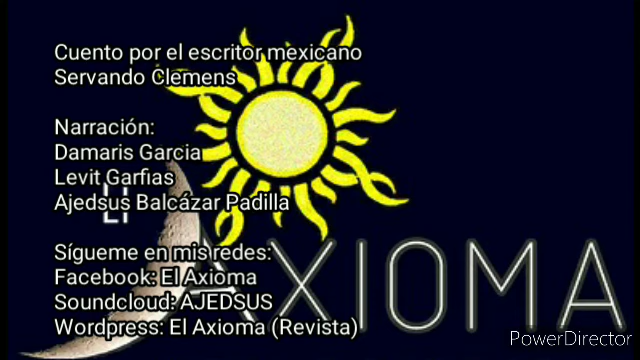 Cuento por el escritor mexicano
Servando Clemens
Narración:
Damaris Garcia
Levit Garfias
Ajedsus Balcázar Padilla
El
AXIOMA
Sígueme en mis redes:
Facebook: El Axioma
Soundcloud: AJEDSUS
Wordpress: El Axioma (Revista)
PowerDirector